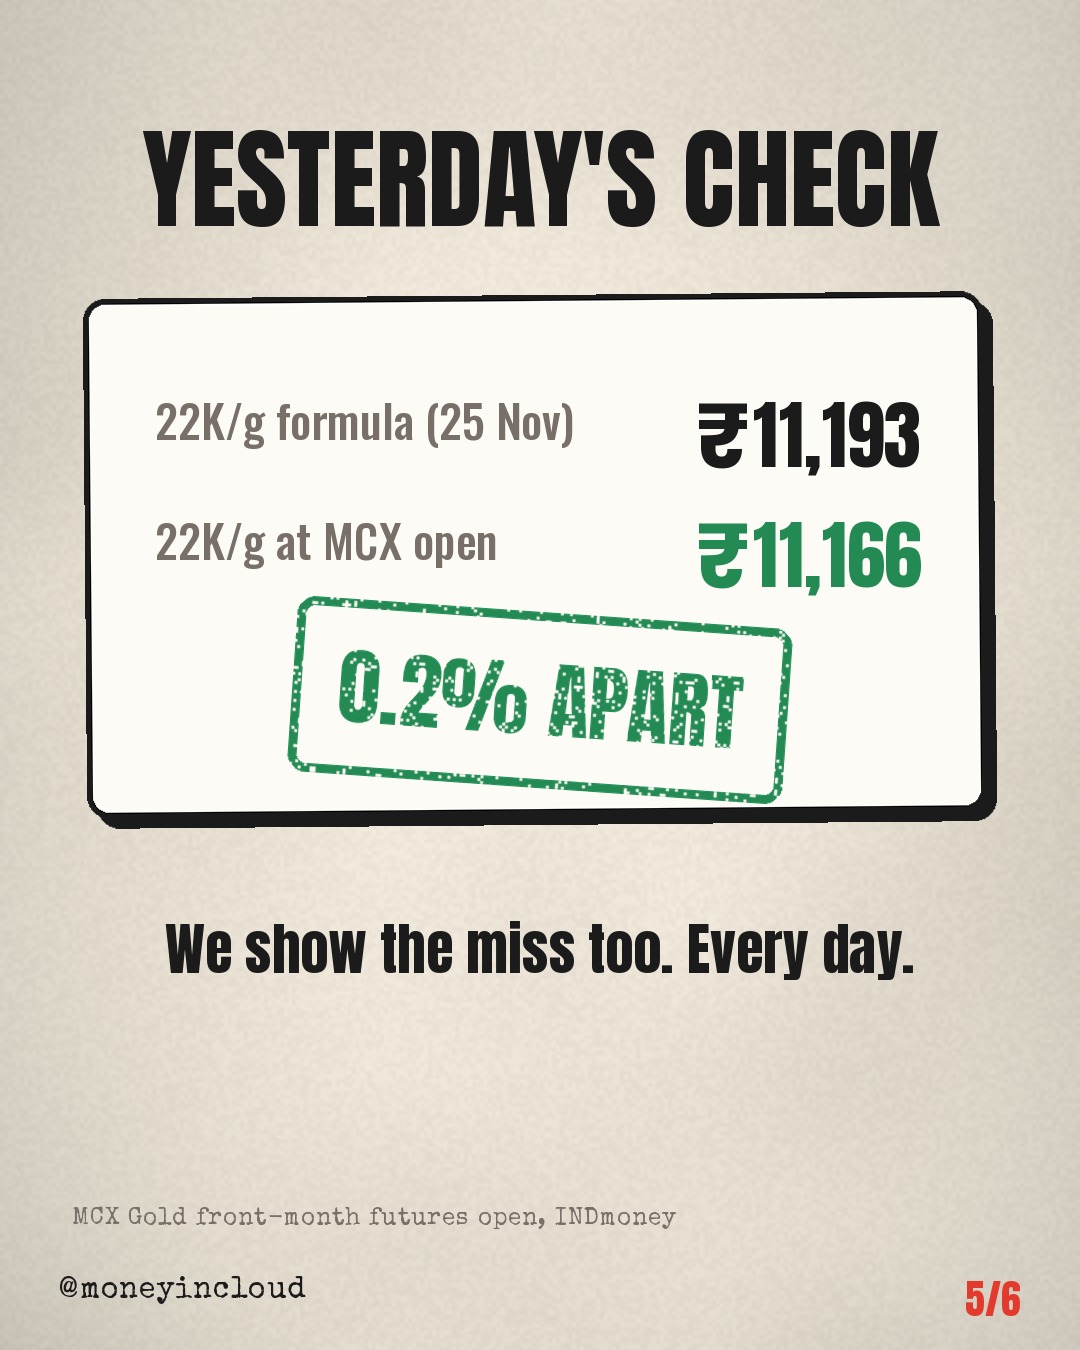 YESTERDAY'S CHECK
22K/g formula (25 Nov) ₹11,193
22K/g at MCX open ₹11,166
0.2% APART
We show the miss too. Every day.
MCX Gold front-month futures open, INDmoney
@moneyincloud
5/6